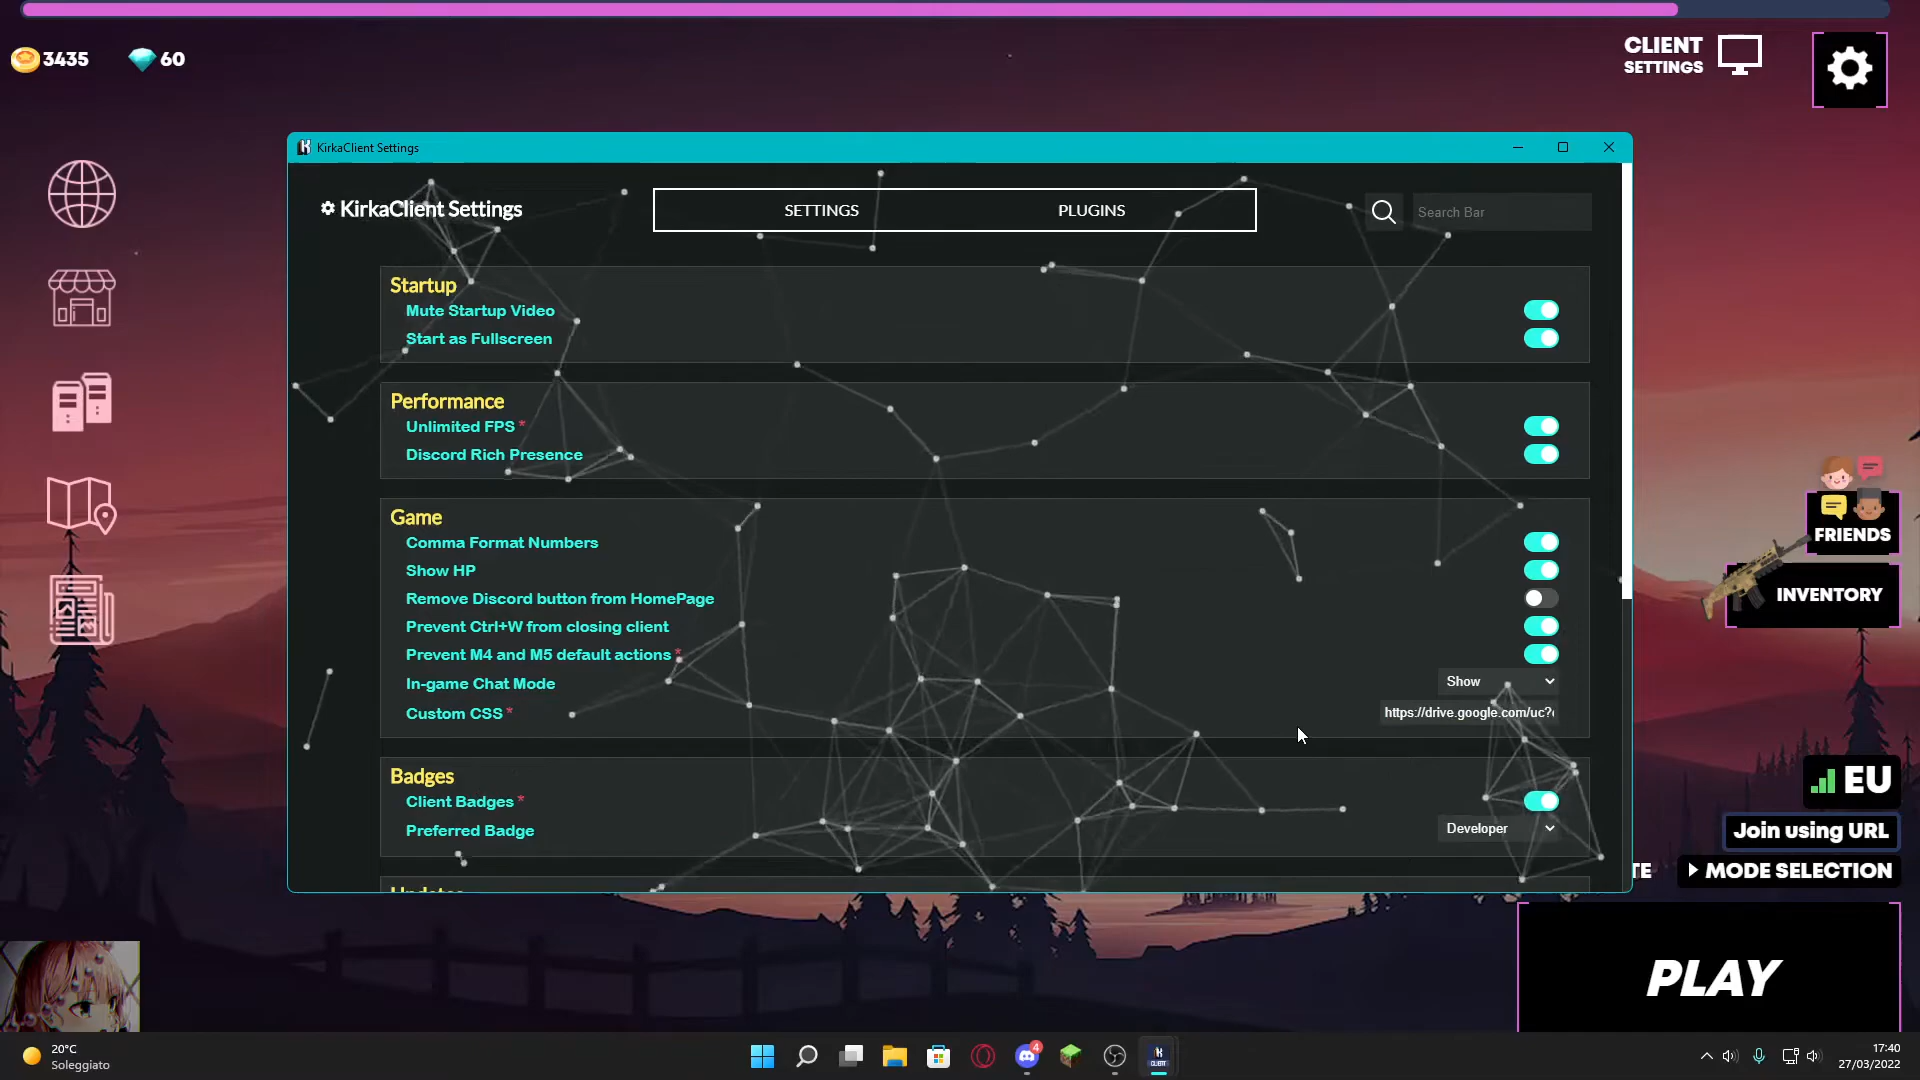 3435
60
CLIENT
SETTINGS
KirkaClient Settings
KirkaClient Settings
SETTINGS
PLUGINS
Search Bar
Startup
Mute Startup Video
Start as Fullscreen
Performance
Unlimited FPS *
Discord Rich Presence
Game
Comma Format Numbers
Show HP
Remove Discord button from HomePage
Prevent Ctrl+W from closing client
Prevent M4 and M5 default actions *
In-game Chat Mode
Show
Custom CSS *
https://drive.google.com/uc?
Badges
Client Badges *
Preferred Badge
Developer
Updates
FRIENDS
INVENTORY
EU
Join using URL
TE
MODE SELECTION
PLAY
20°C
Soleggiato
4
CLIENT
17:40
27/03/2022